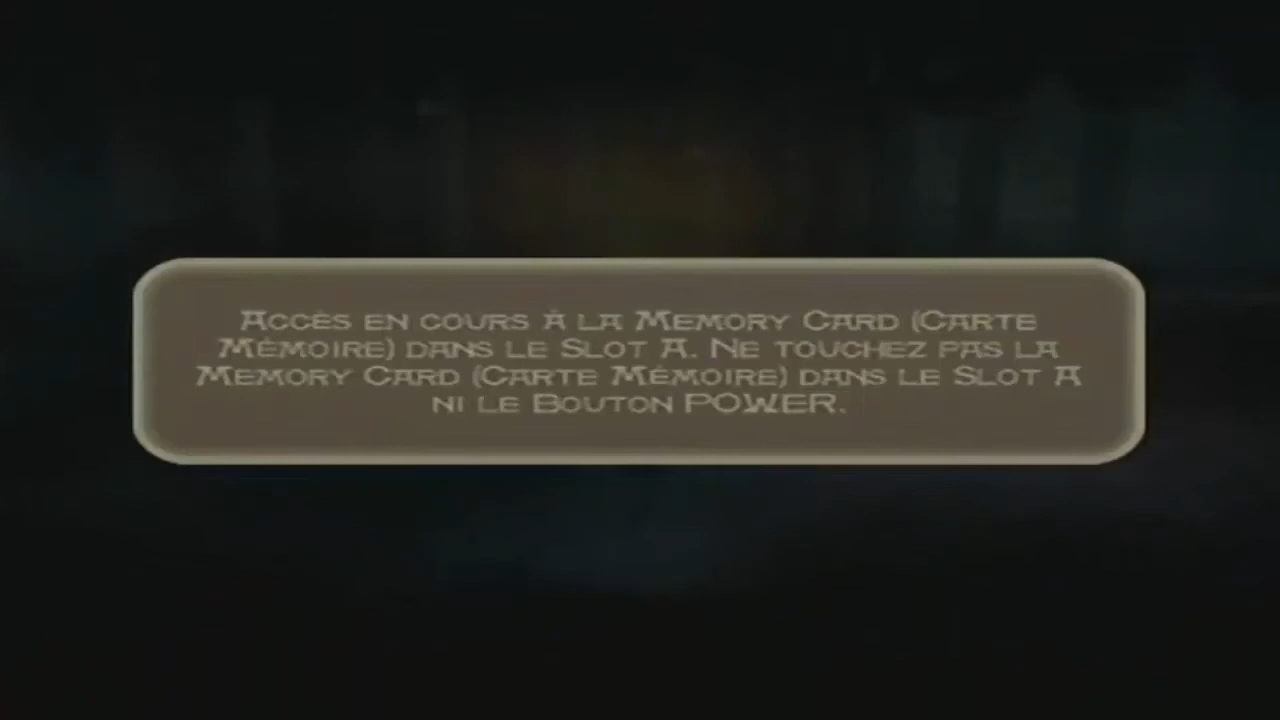 Accès en cours à la Memory Card (Carte
Mémoire) dans le Slot A. Ne touchez pas la
Memory Card (Carte Mémoire) dans le Slot A
ni le Bouton POWER.